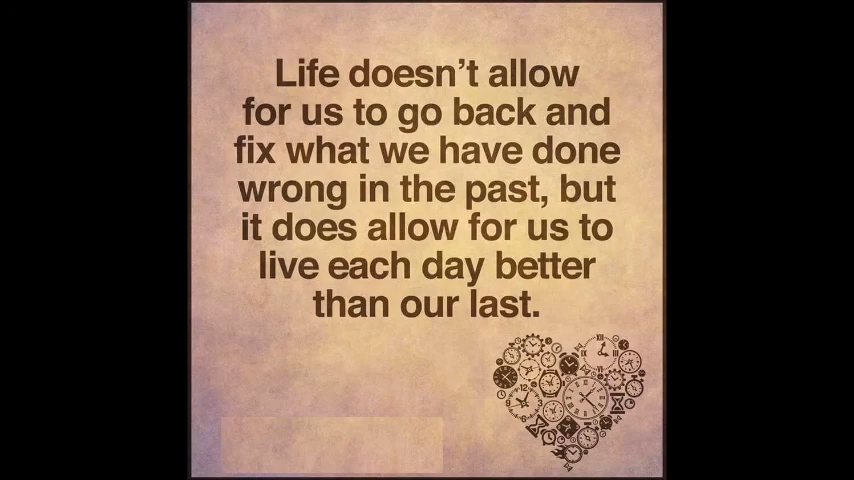 Life doesn’t allow
for us to go back and
fix what we have done
wrong in the past, but
it does allow for us to
live each day better
than our last.